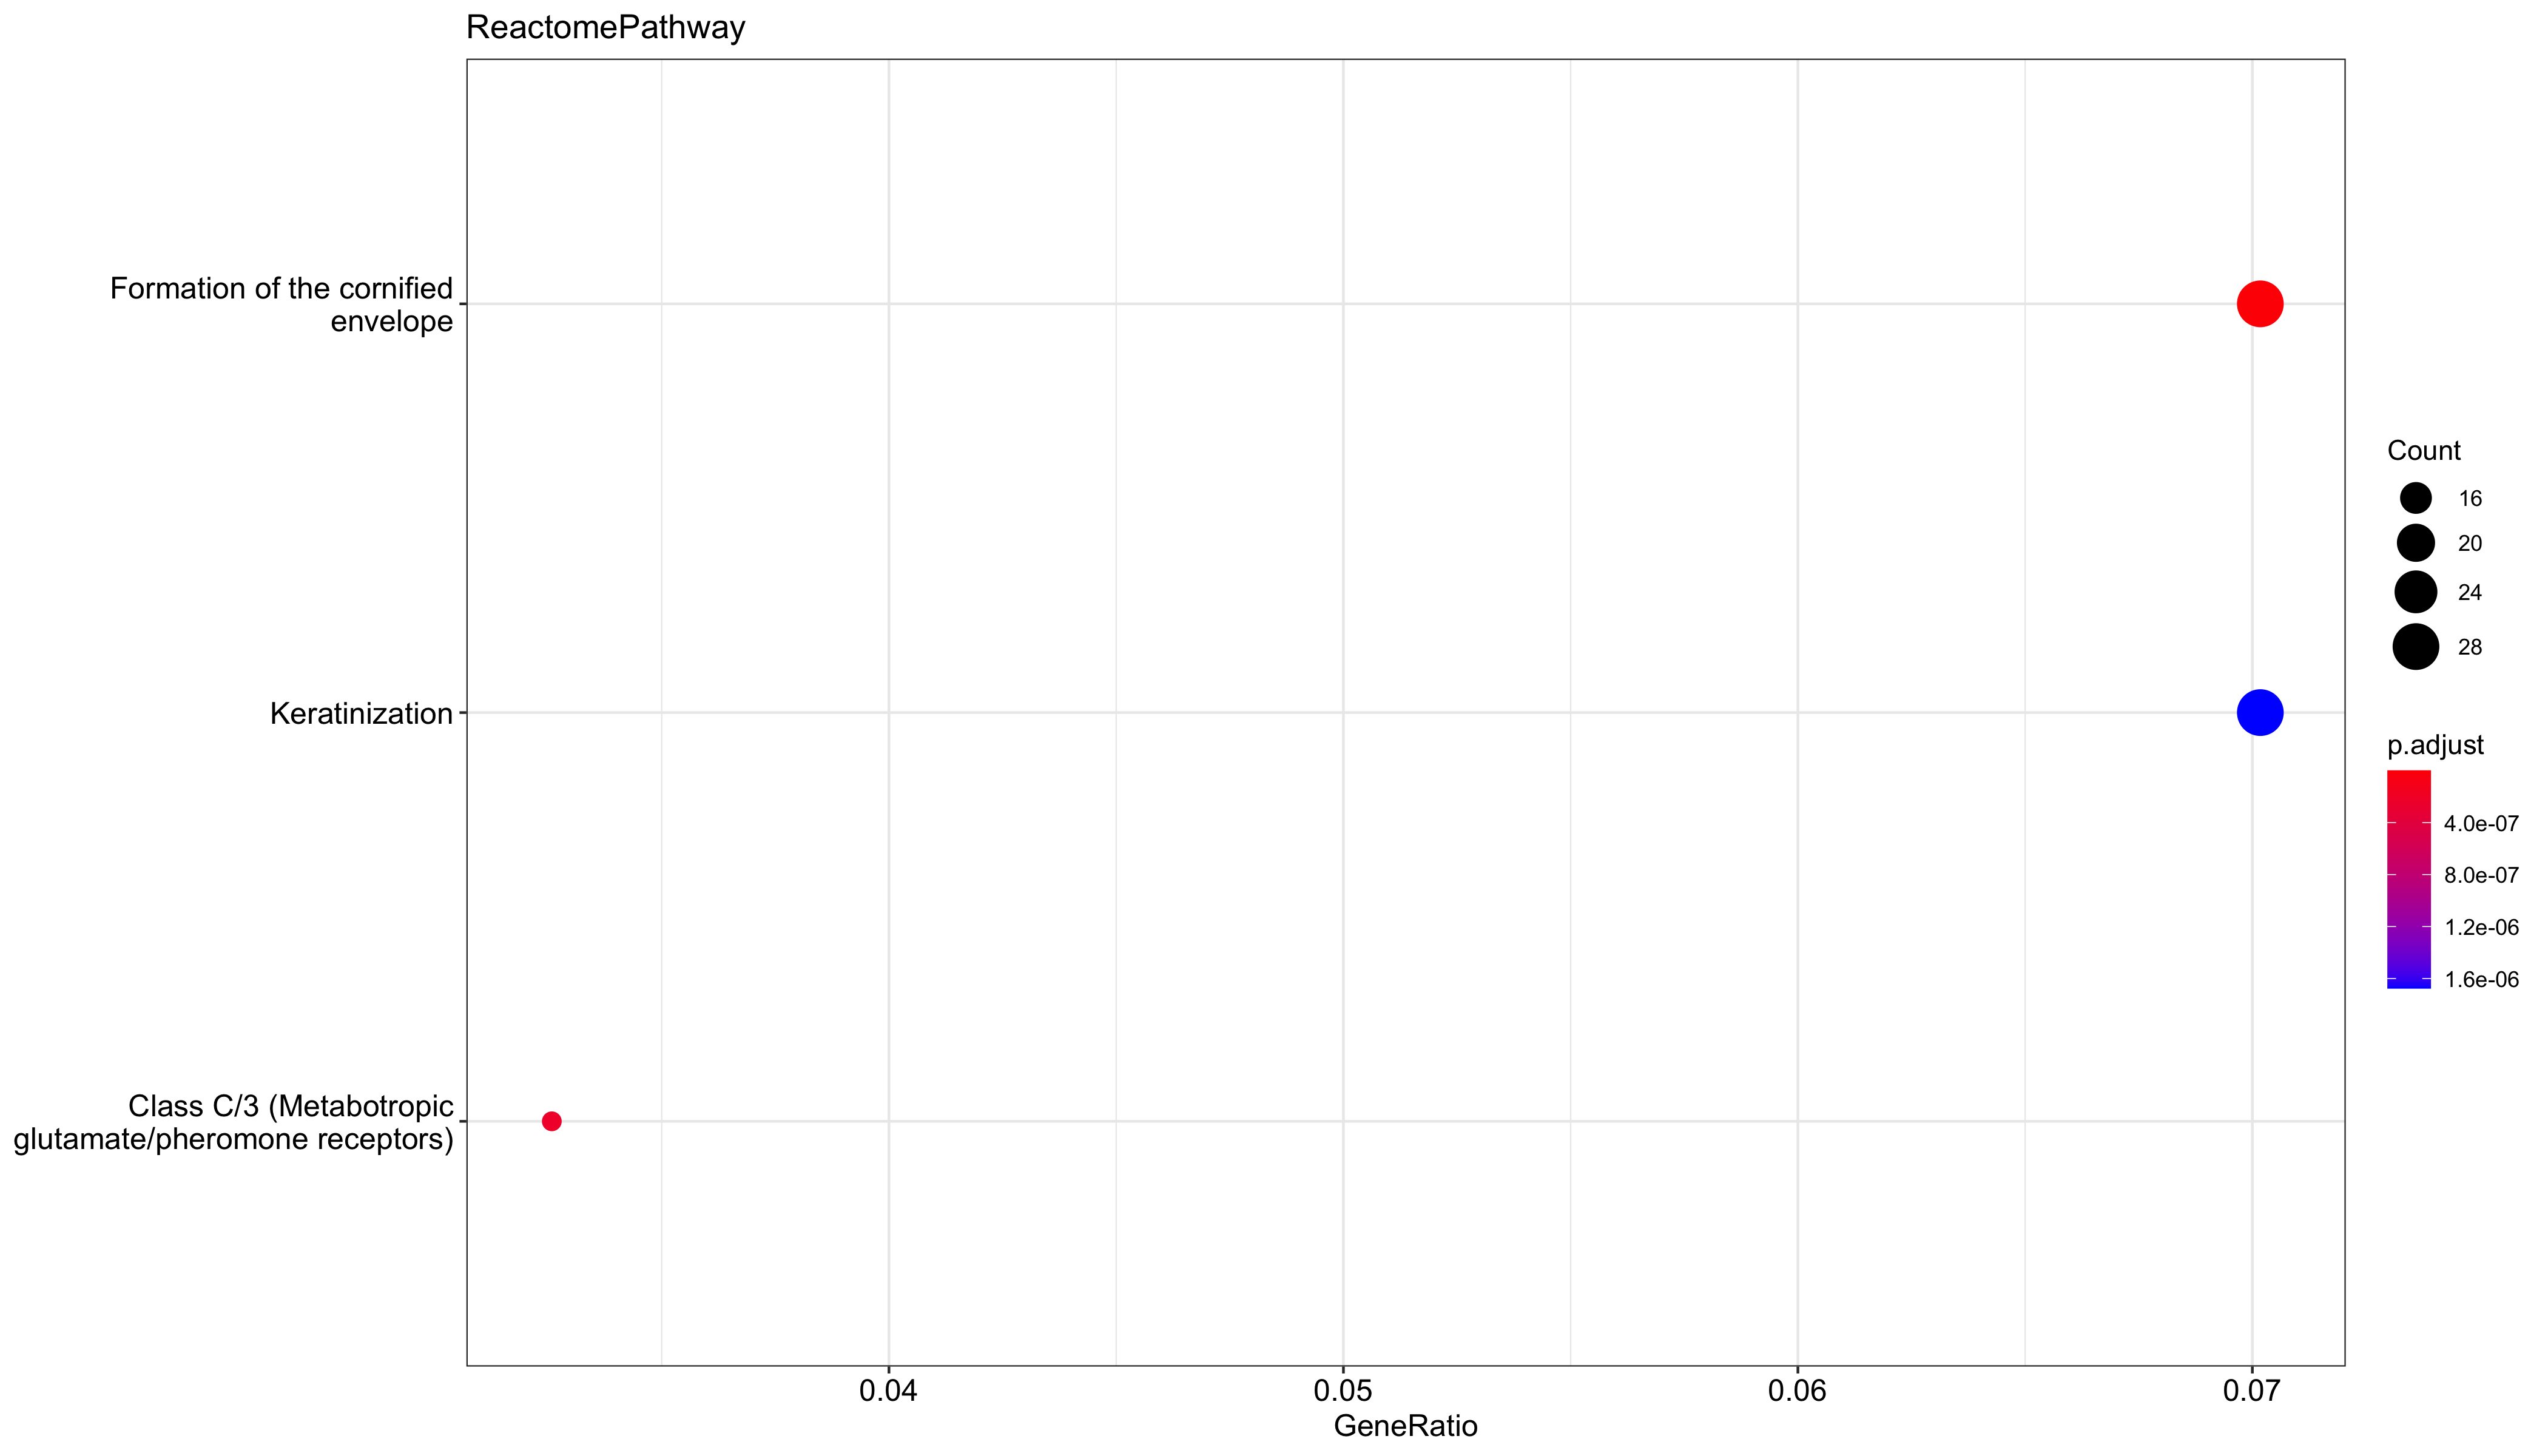 ReactomePathway
Formation of the cornified
envelope
Keratinization
Class C/3 (Metabotropic
glutamate/pheromone receptors)
0.04
0.05
0.06
0.07
GeneRatio
Count
16
20
24
28
p.adjust
4.0e-07
8.0e-07
1.2e-06
1.6e-06